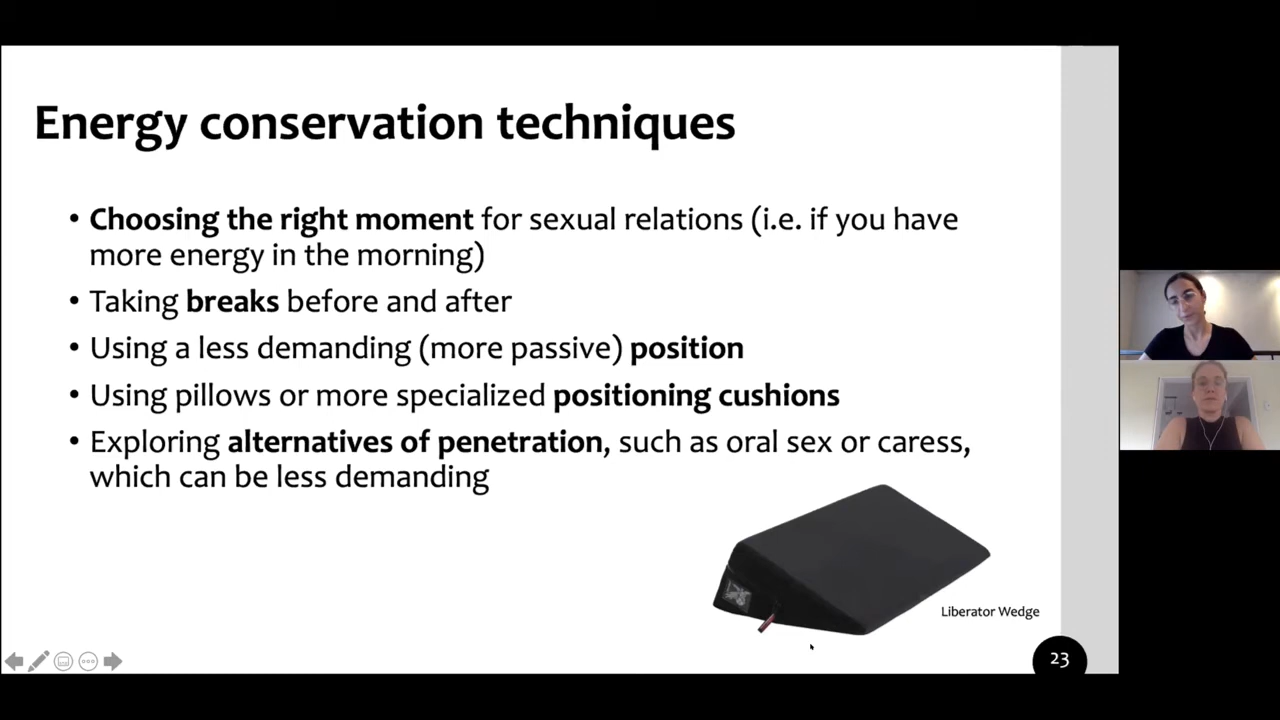 Energy conservation techniques
• Choosing the right moment for sexual relations (i.e. if you have
more energy in the morning)
• Taking breaks before and after
• Using a less demanding (more passive) position
• Using pillows or more specialized positioning cushions
• Exploring alternatives of penetration, such as oral sex or caress,
which can be less demanding
Liberator Wedge
23